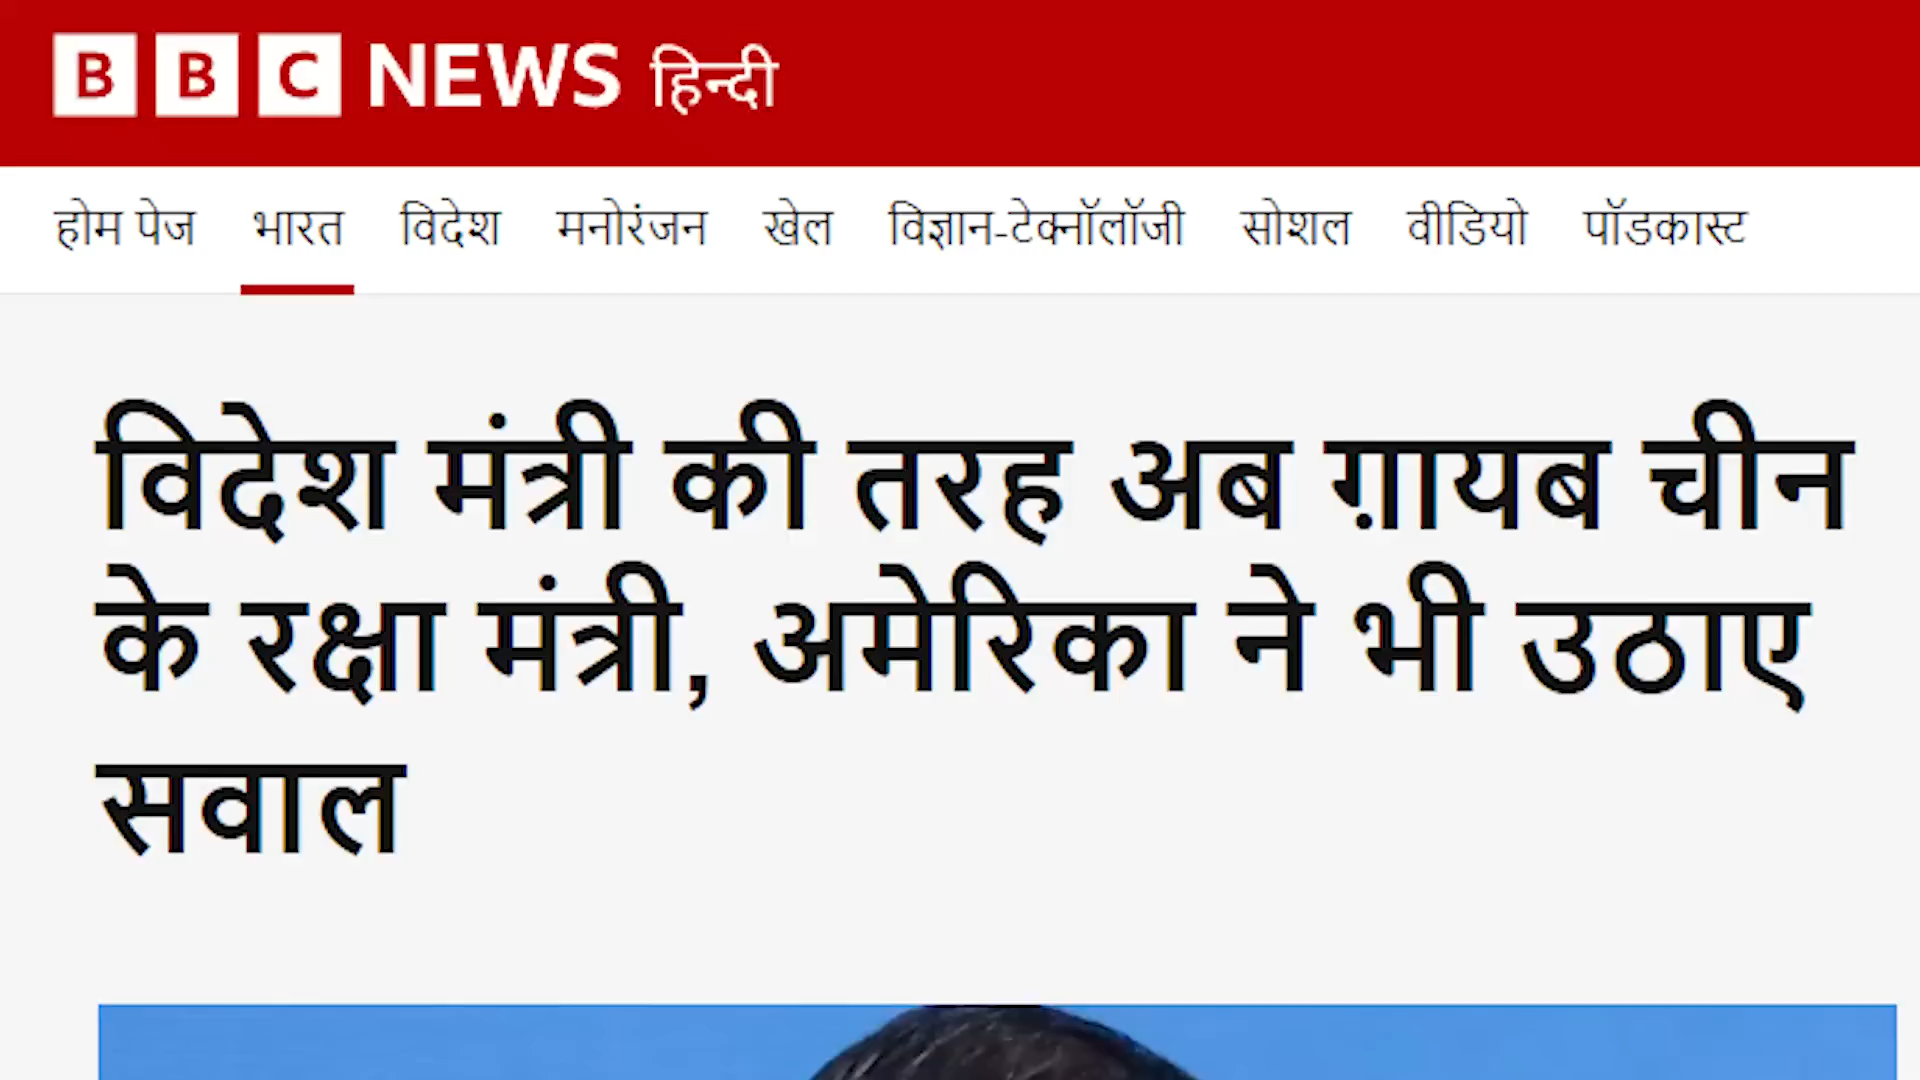 BBC NEWS हिन्दी
होम पेज भारत विदेश मनोरंजन खेल विज्ञान-टेक्नॉलॉजी सोशल वीडियो पॉडकास्ट
विदेश मंत्री की तरह अब ग़ायब चीन
के रक्षा मंत्री, अमेरिका ने भी उठाए
सवाल